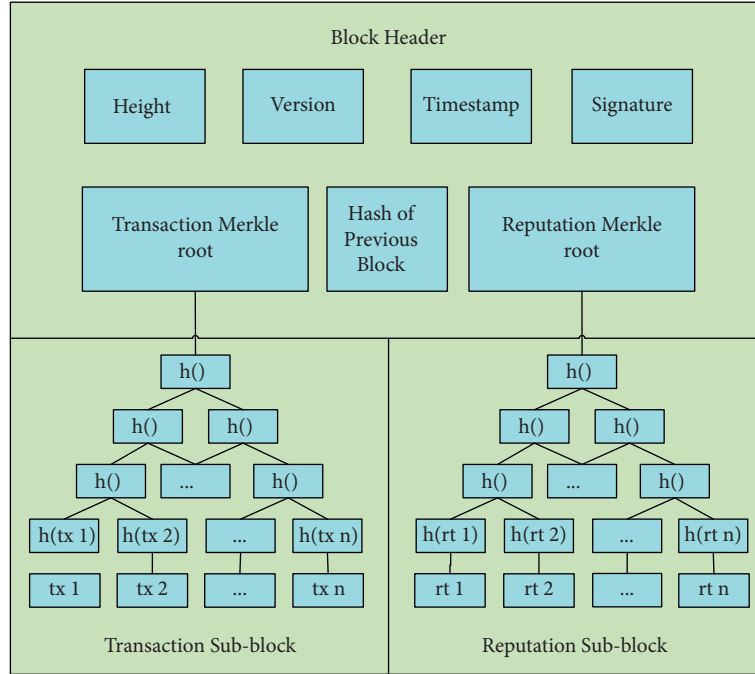 Block Header
Height
Version
Timestamp
Signature
Transaction Merkle
root
Hash of
Previous
Block
Reputation Merkle
root
h()
h()
h()
h()
...
h()
h(tx 1)
h(tx 2)
...
h(tx n)
tx 1
tx 2
...
tx n
Transaction Sub-block
h()
h()
h()
h()
...
h()
h(rt 1)
h(rt 2)
...
h(rt n)
rt 1
rt 2
...
rt n
Reputation Sub-block